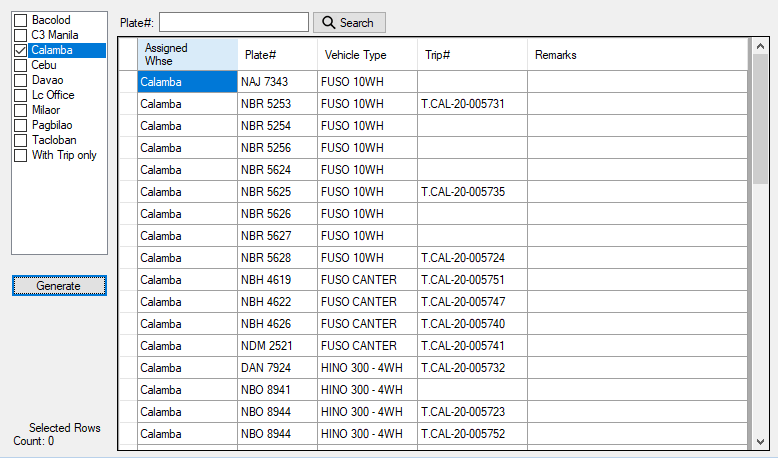 Bacolod
C3 Manila
Calamba
Cebu
Davao
Lc Office
Milaor
Pagbilao
Tacloban
With Trip only
Generate
Selected Rows
Count: 0
Plate#: Search
Assigned Whse Plate# Vehicle Type Trip# Remarks
Calamba NAJ 7343 FUSO 10WH
Calamba NBR 5253 FUSO 10WH T.CAL-20-005731
Calamba NBR 5254 FUSO 10WH
Calamba NBR 5256 FUSO 10WH
Calamba NBR 5624 FUSO 10WH
Calamba NBR 5625 FUSO 10WH T.CAL-20-005735
Calamba NBR 5626 FUSO 10WH
Calamba NBR 5627 FUSO 10WH
Calamba NBR 5628 FUSO 10WH T.CAL-20-005724
Calamba NBH 4619 FUSO CANTER T.CAL-20-005751
Calamba NBH 4622 FUSO CANTER T.CAL-20-005747
Calamba NBH 4626 FUSO CANTER T.CAL-20-005740
Calamba NDM 2521 FUSO CANTER T.CAL-20-005741
Calamba DAN 7924 HINO 300 - 4WH T.CAL-20-005732
Calamba NBO 8941 HINO 300 - 4WH
Calamba NBO 8944 HINO 300 - 4WH T.CAL-20-005723
Calamba NBO 8944 HINO 300 - 4WH T.CAL-20-005752